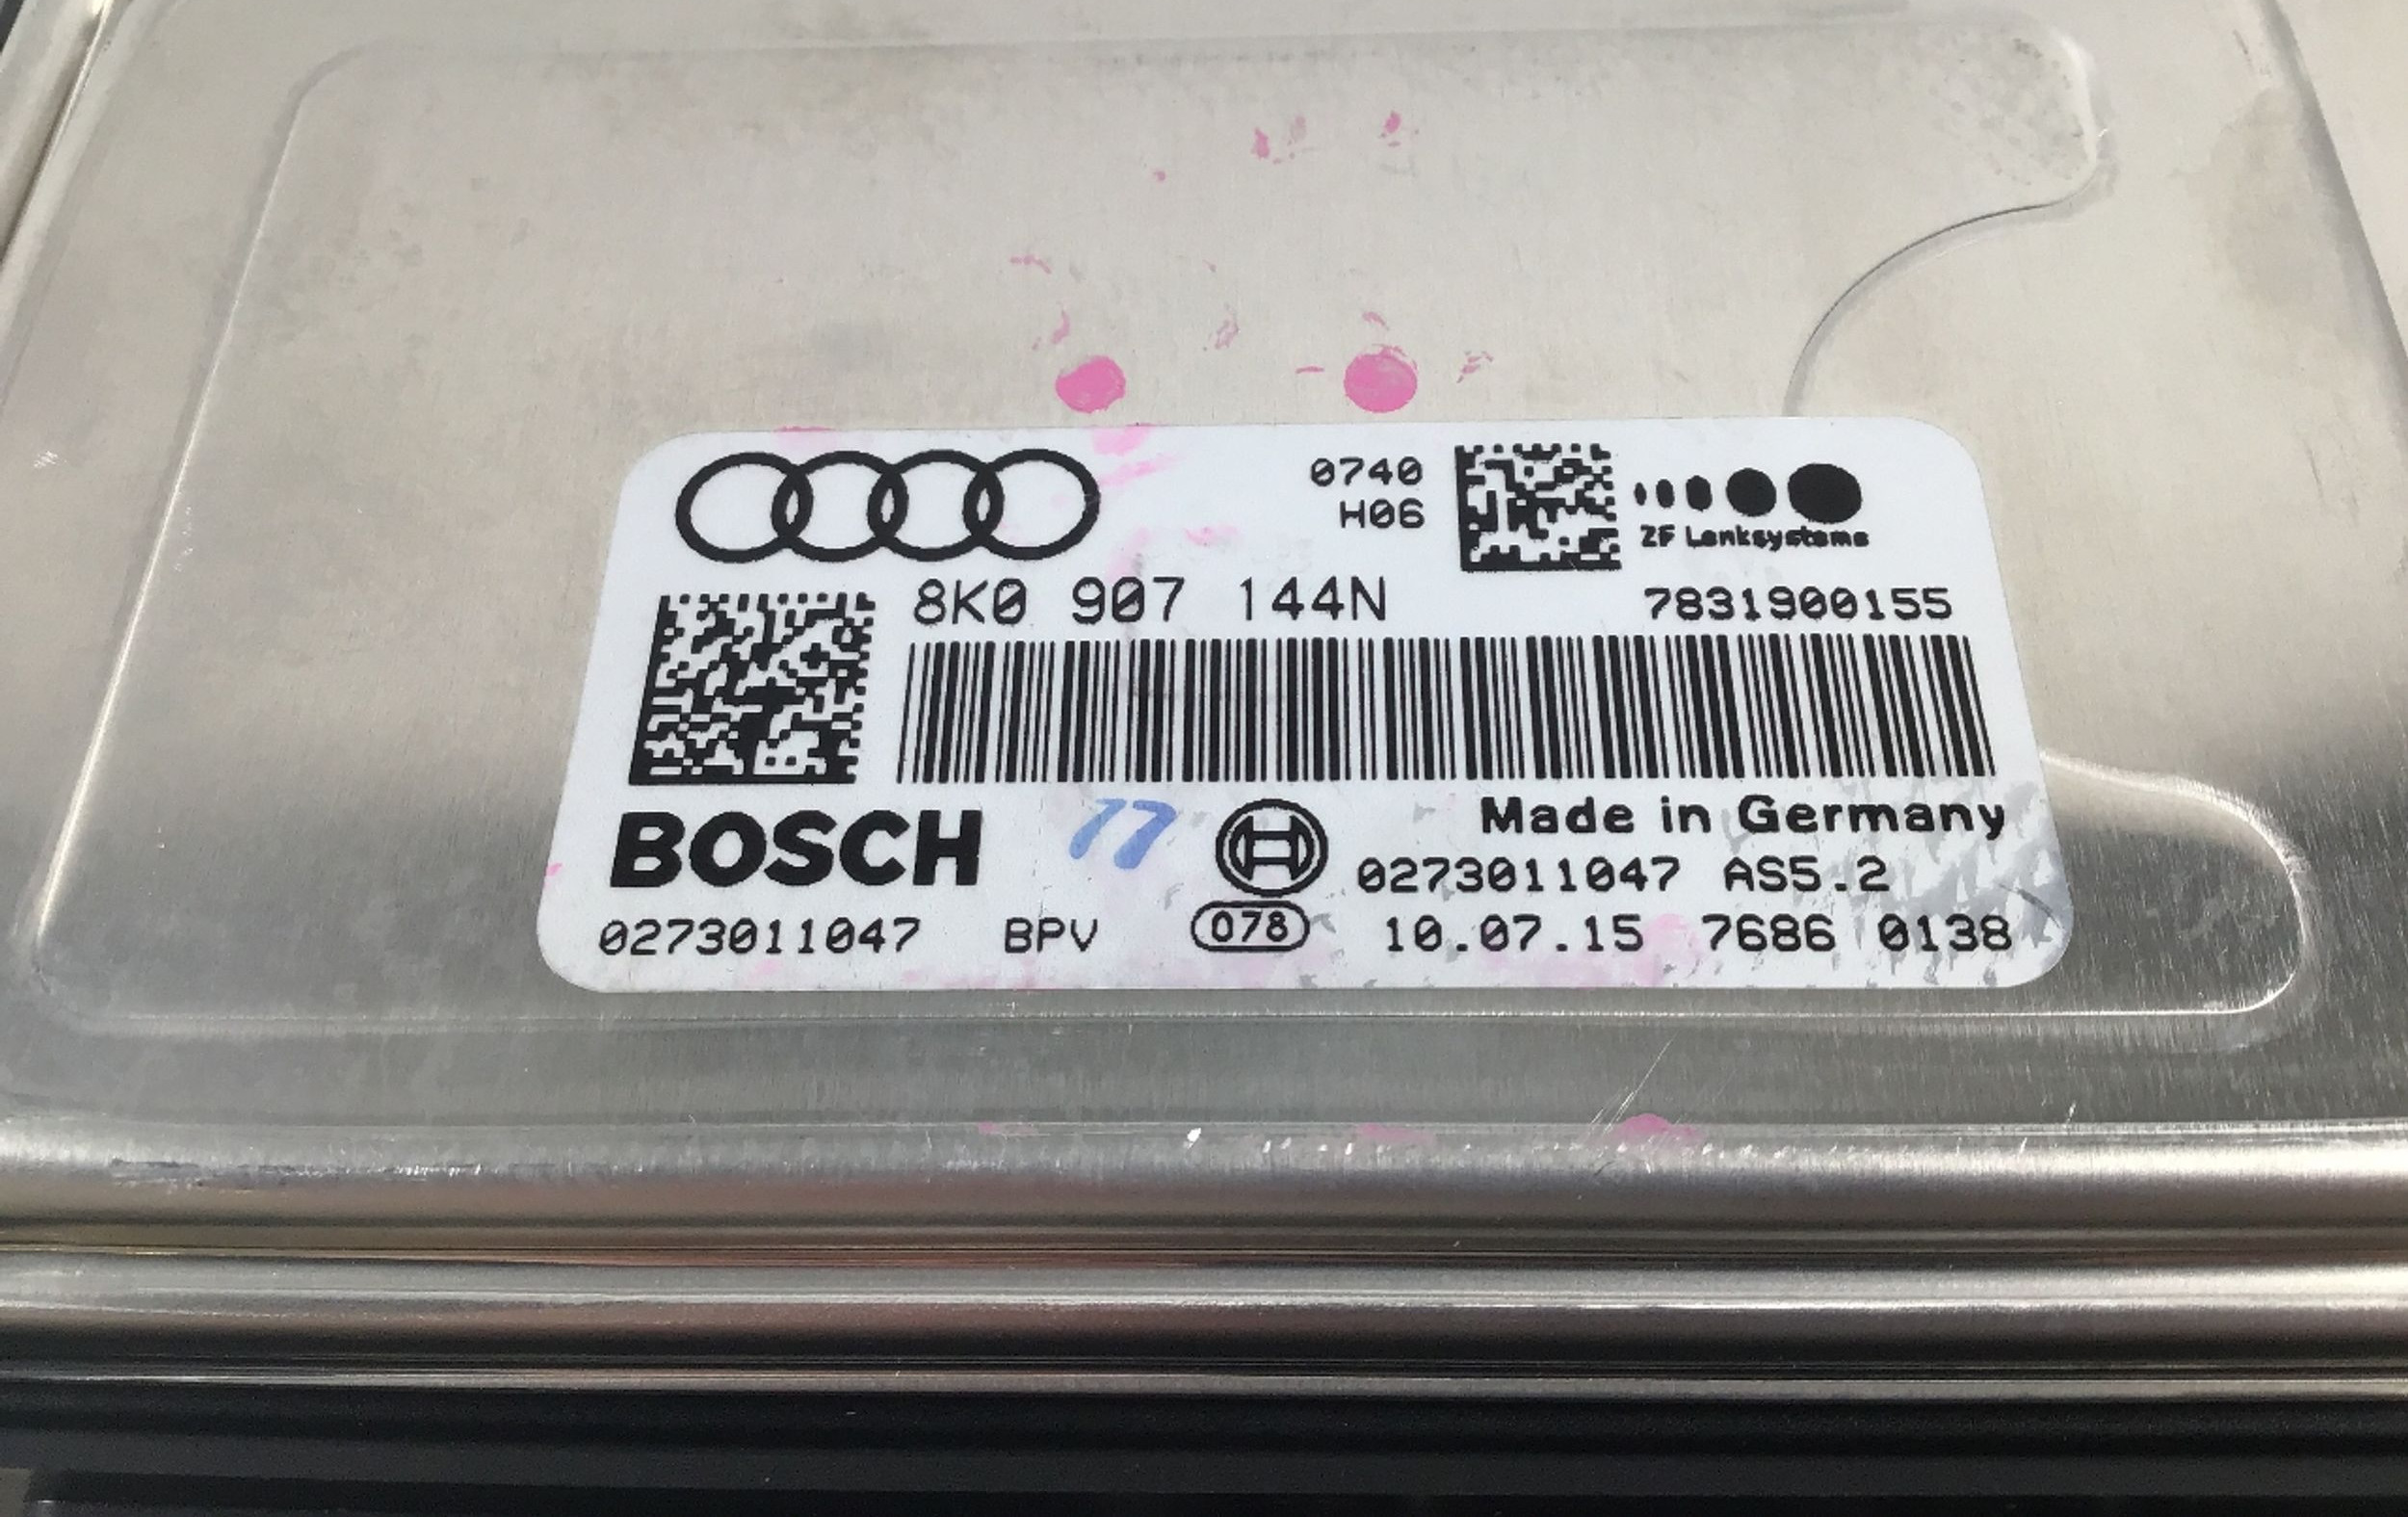 0740
H06
ZF Lenksysteme
8K0 907 144N
7831900155
BOSCH
77
Made in Germany
0273011047 AS5.2
0273011047 BPV 078 10.07.15 7686 0138